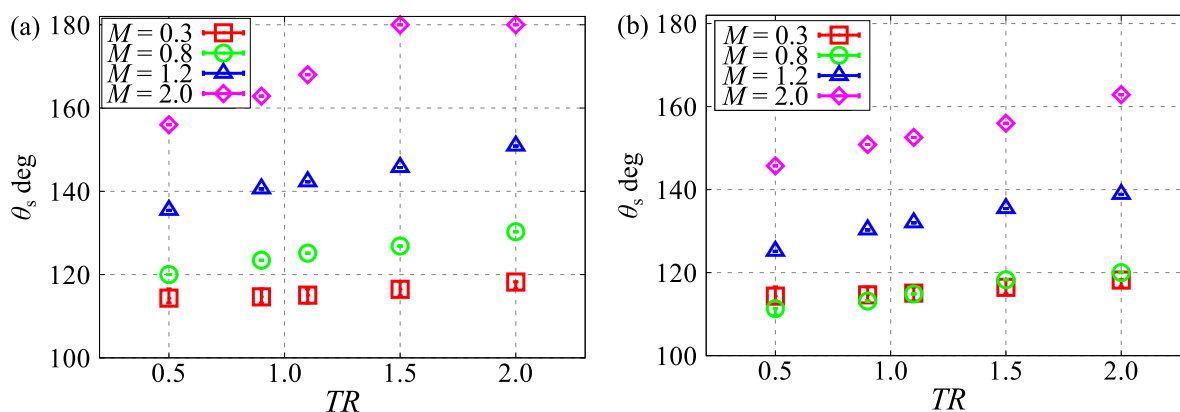 (a)
180
160
140
120
100
θs deg
M = 0.3
M = 0.8
M = 1.2
M = 2.0
0.5
1.0
1.5
2.0
TR
(b)
180
160
140
120
100
θs deg
M = 0.3
M = 0.8
M = 1.2
M = 2.0
0.5
1.0
1.5
2.0
TR